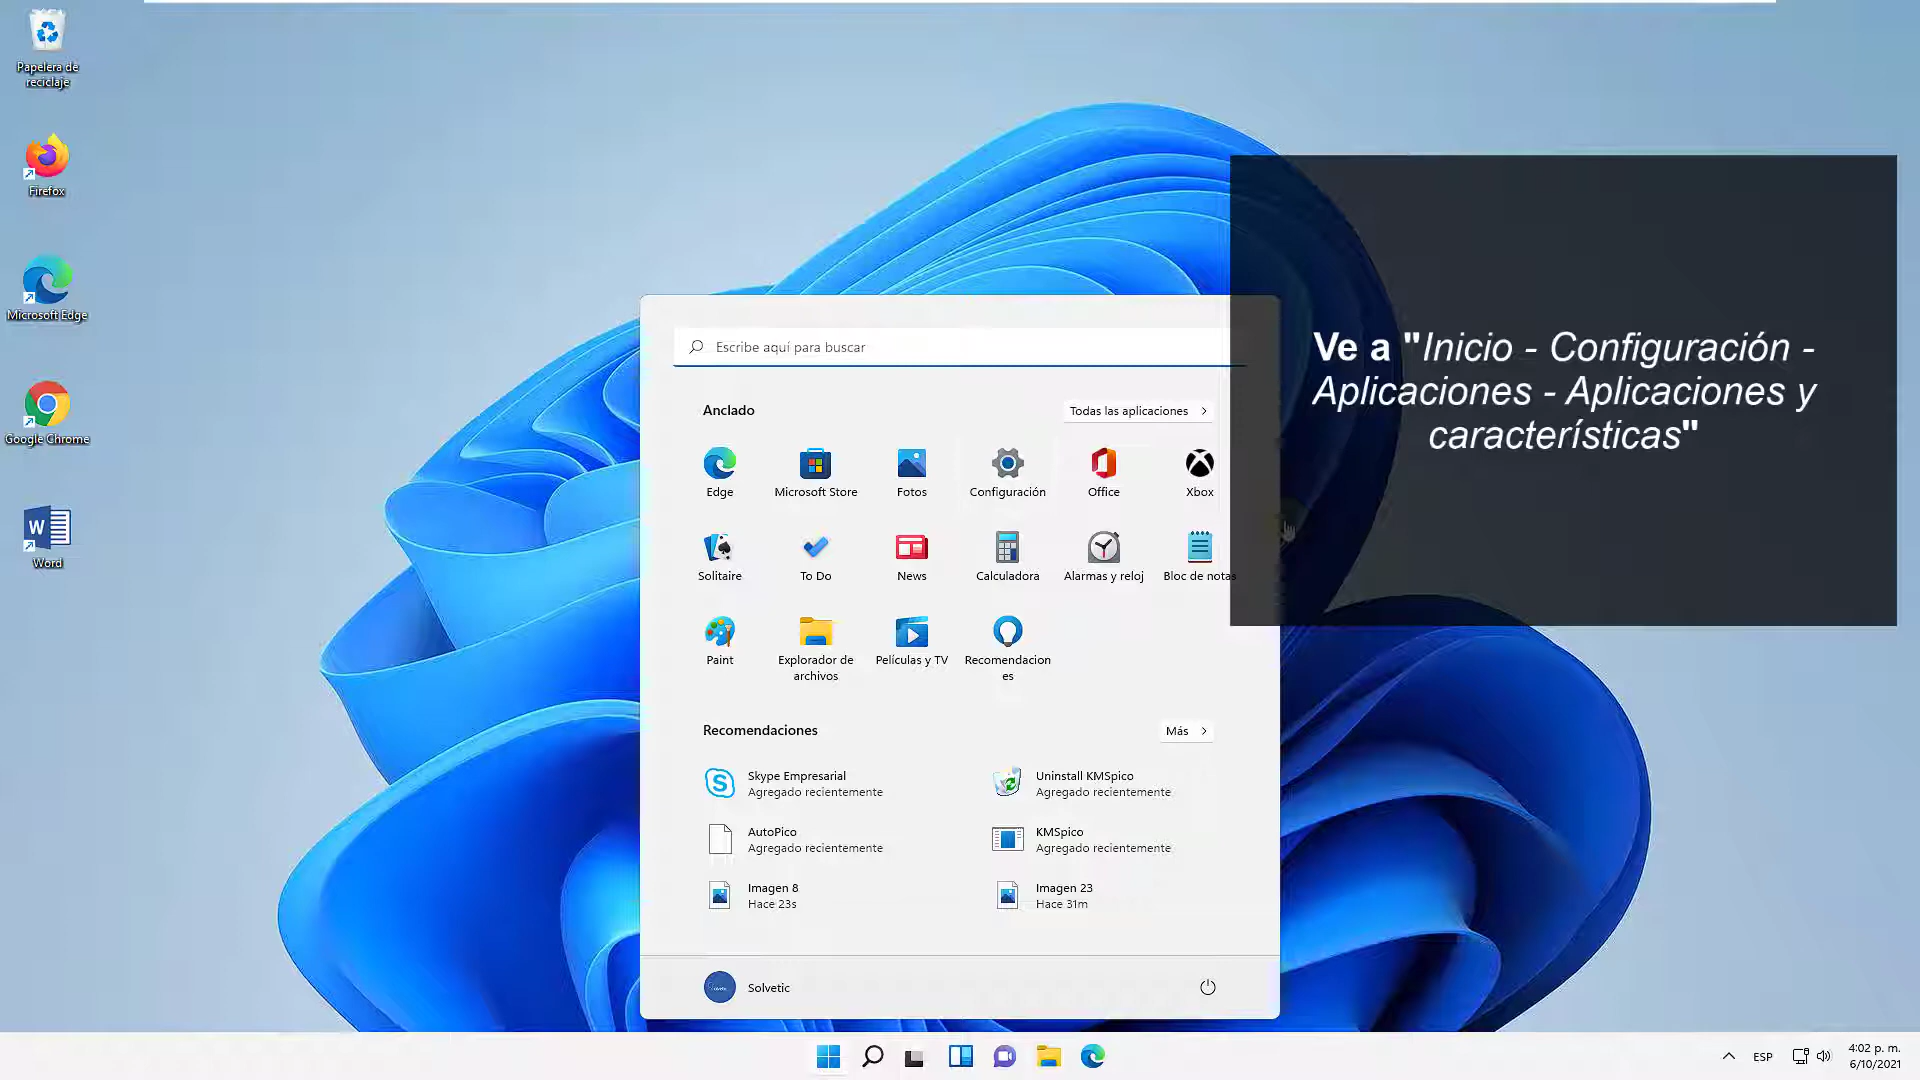 Papelera de
reciclaje
Firefox
Microsoft Edge
Google Chrome
W
Word
Ve a "Inicio - Configuración -
Aplicaciones - Aplicaciones y
características"
Escribe aquí para buscar
Anclado
Todas las aplicaciones
Edge
Microsoft Store
Fotos
Configuración
Office
Xbox
Solitaire
To Do
News
Calculadora
Alarmas y reloj
Bloc de notas
Paint
Explorador de
archivos
Películas y TV
Recomendacion
es
Recomendaciones
Más
Skype Empresarial
Agregado recientemente
Uninstall KMSpico
Agregado recientemente
AutoPico
Agregado recientemente
KMSpico
Agregado recientemente
Imagen 8
Hace 23s
Imagen 23
Hace 31m
Solvetic
ESP
4:02 p. m.
6/10/2021